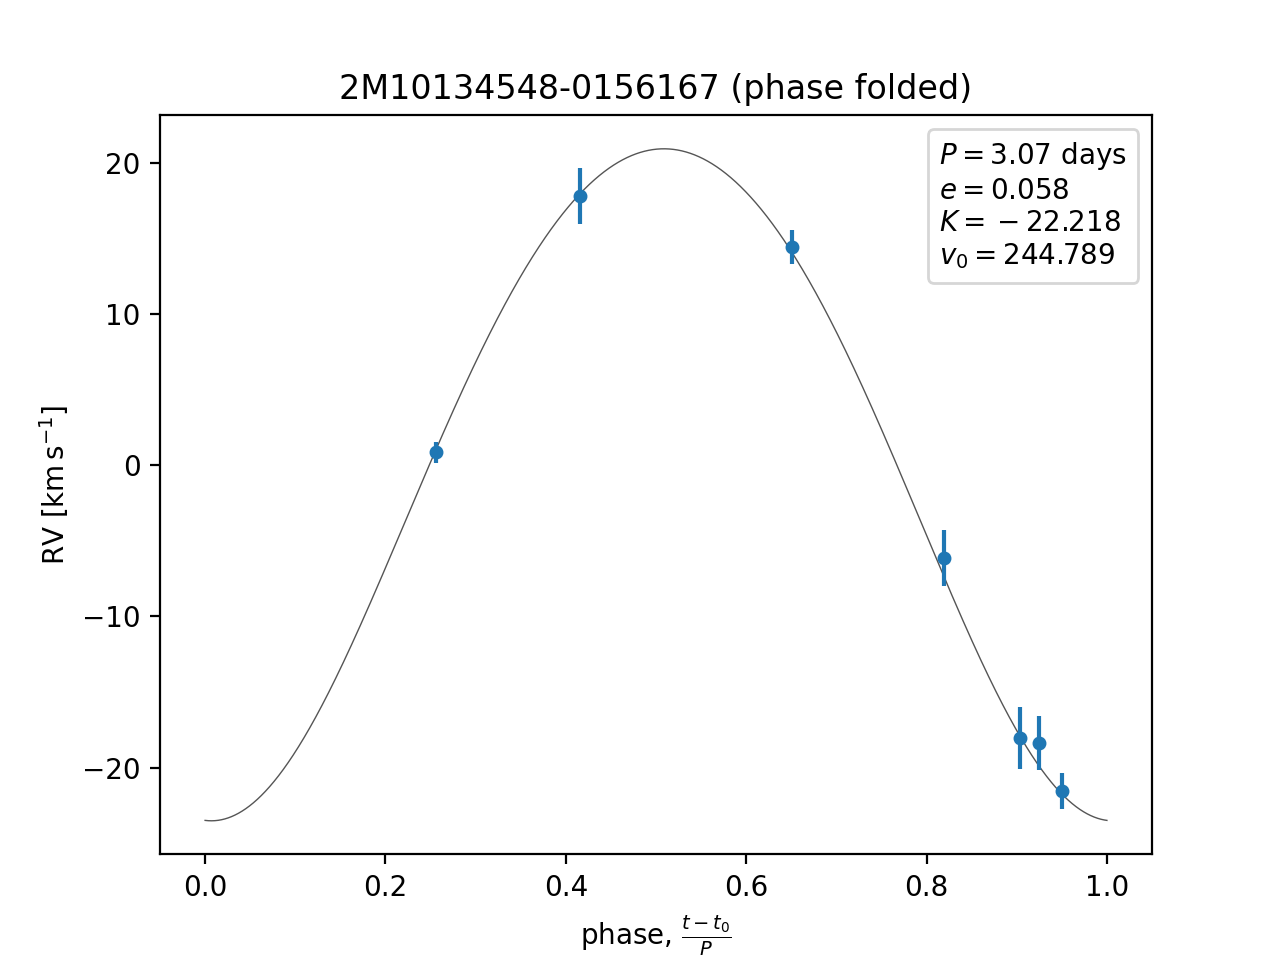 2M10134548-0156167 (phase folded)
P = 3.07 days
e = 0.058
K = −22.218
v₀ = 244.789
20
10
0
−10
−20
RV [km s⁻¹]
0.0 0.2 0.4 0.6 0.8 1.0
phase, (t − t₀)/P